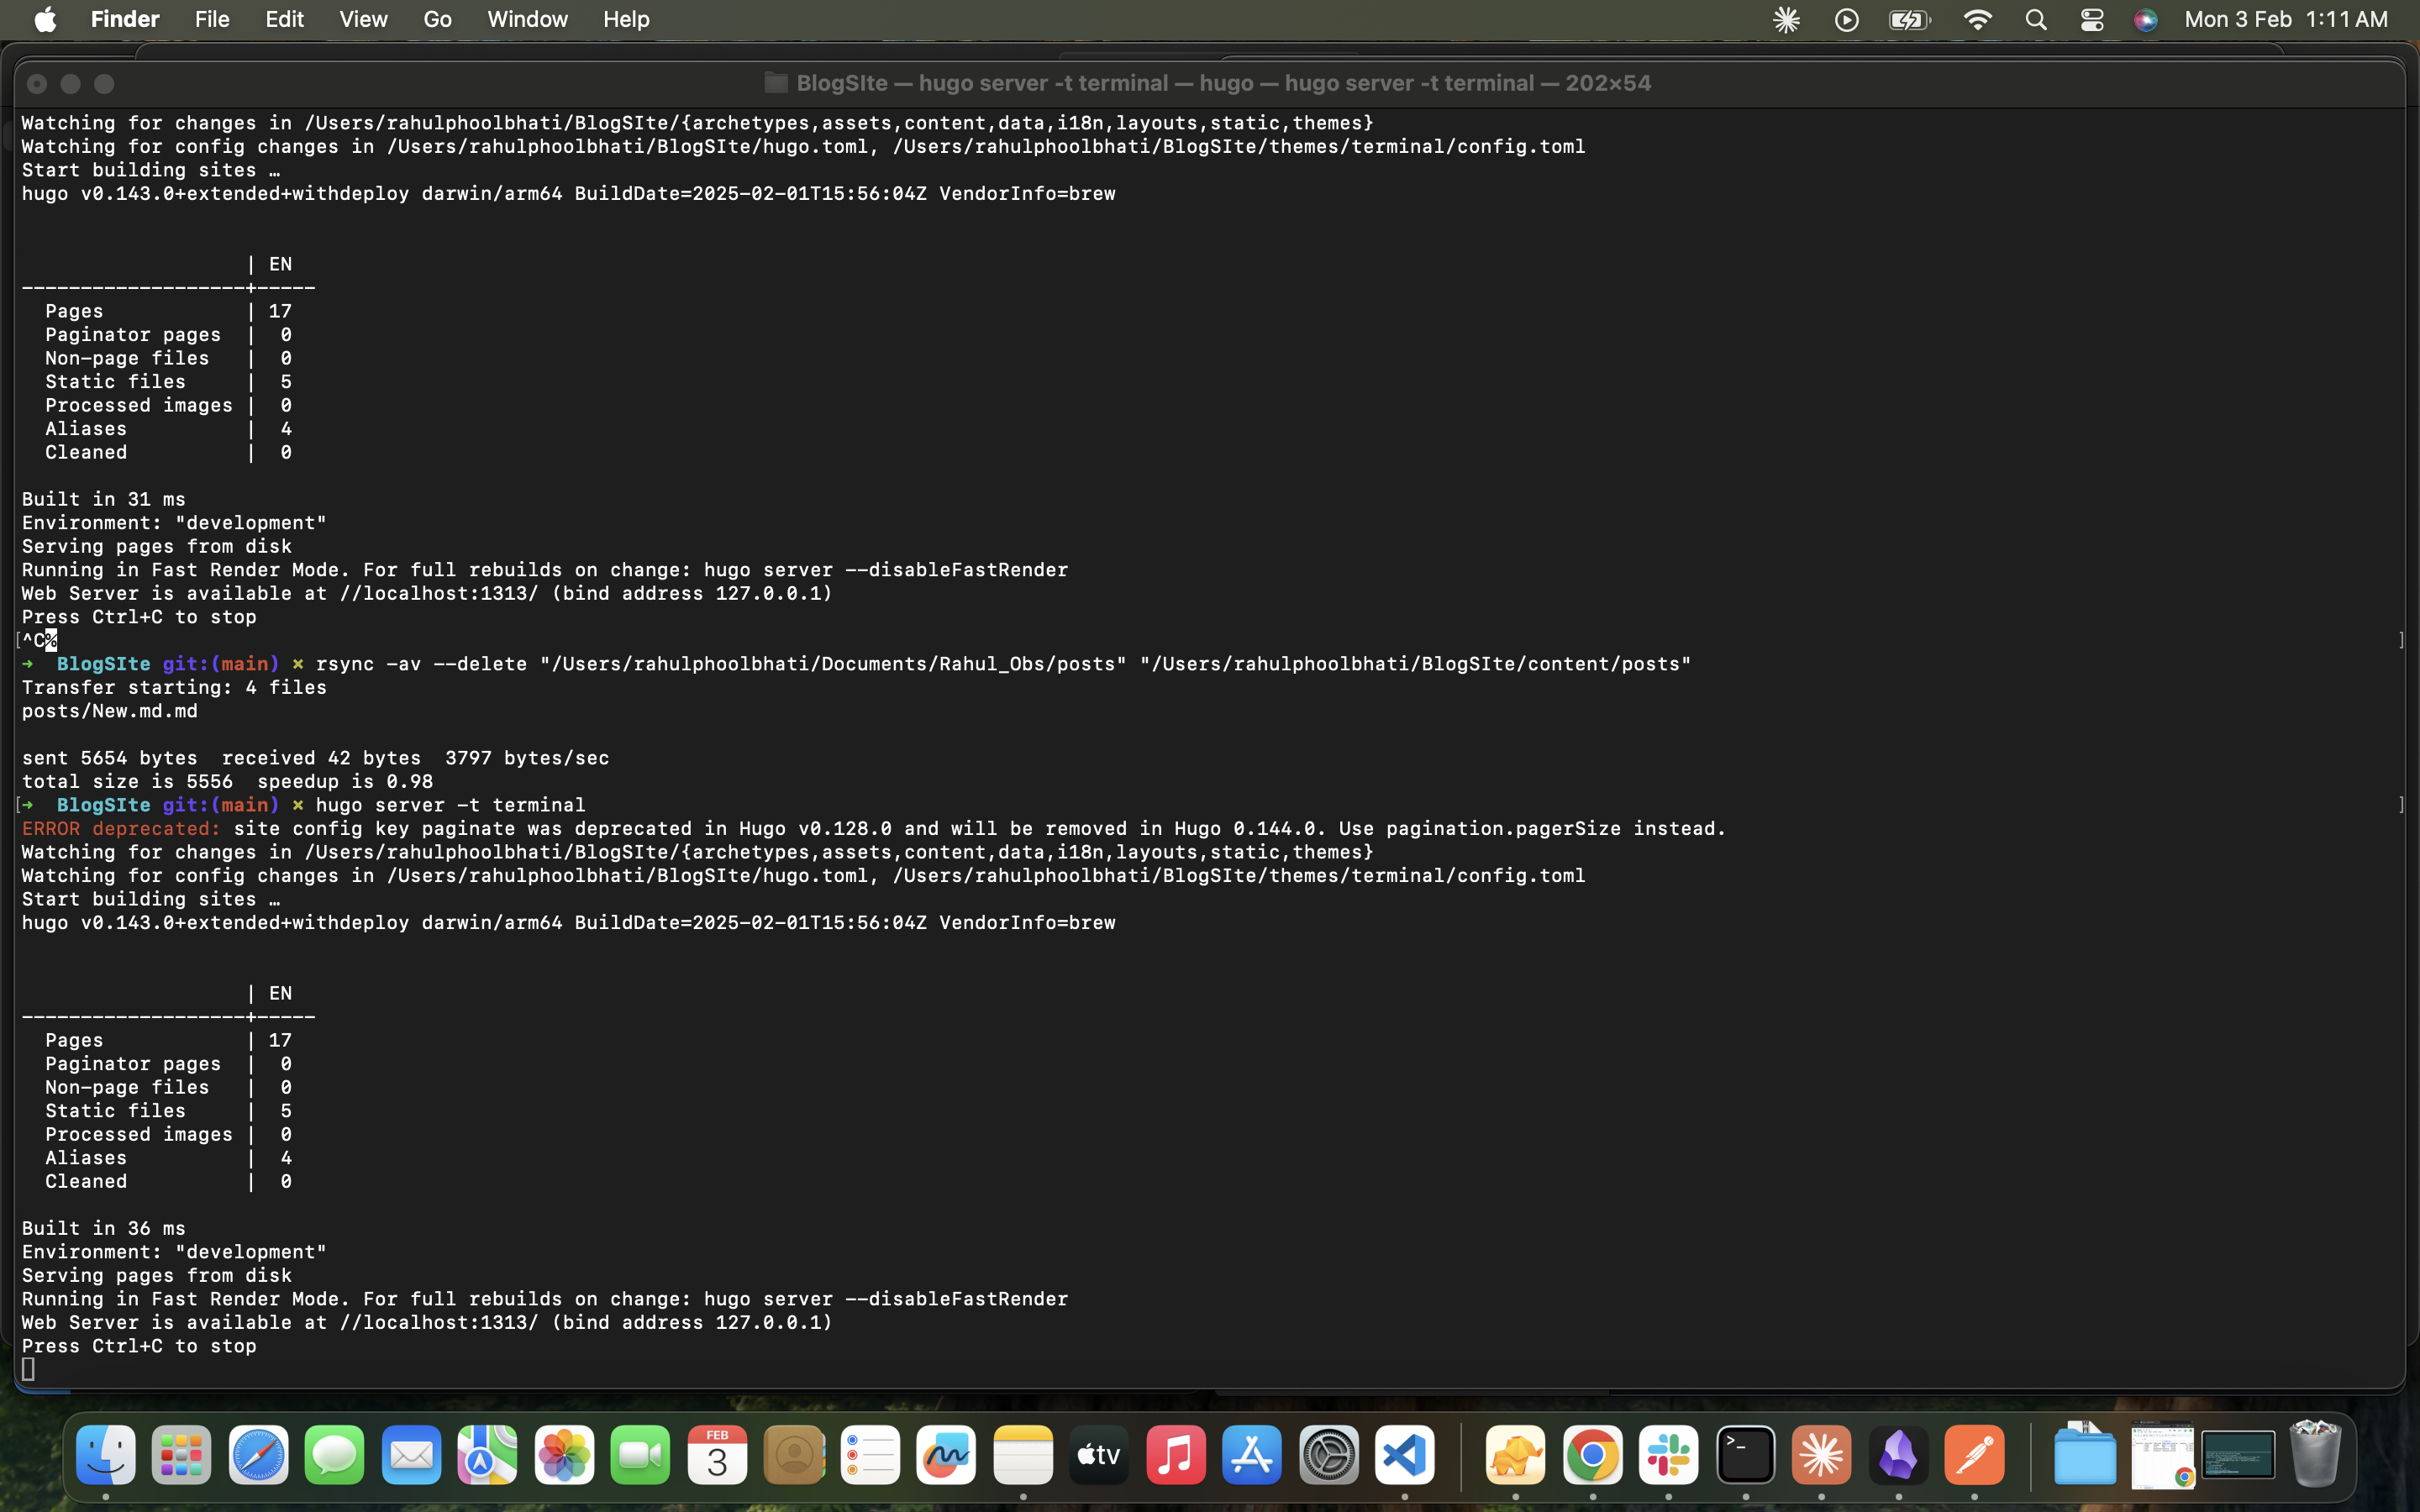 Finder File Edit View Go Window Help Mon 3 Feb 1:11 AM
BlogSIte — hugo server -t terminal — hugo — hugo server -t terminal — 202×54
Watching for changes in /Users/rahulphoolbhati/BlogSIte/{archetypes,assets,content,data,i18n,layouts,static,themes}
Watching for config changes in /Users/rahulphoolbhati/BlogSIte/hugo.toml, /Users/rahulphoolbhati/BlogSIte/themes/terminal/config.toml
Start building sites …
hugo v0.143.0+extended+withdeploy darwin/arm64 BuildDate=2025-02-01T15:56:04Z VendorInfo=brew
| EN
-------------------+-----
Pages | 17
Paginator pages | 0
Non-page files | 0
Static files | 5
Processed images | 0
Aliases | 4
Cleaned | 0
Built in 31 ms
Environment: "development"
Serving pages from disk
Running in Fast Render Mode. For full rebuilds on change: hugo server --disableFastRender
Web Server is available at //localhost:1313/ (bind address 127.0.0.1)
Press Ctrl+C to stop
[^C% ]
→ BlogSIte git:(main) × rsync -av --delete "/Users/rahulphoolbhati/Documents/Rahul_Obs/posts" "/Users/rahulphoolbhati/BlogSIte/content/posts"
Transfer starting: 4 files
posts/New.md.md
sent 5654 bytes received 42 bytes 3797 bytes/sec
total size is 5556 speedup is 0.98
[→ BlogSIte git:(main) × hugo server -t terminal ]
ERROR deprecated: site config key paginate was deprecated in Hugo v0.128.0 and will be removed in Hugo 0.144.0. Use pagination.pagerSize instead.
Watching for changes in /Users/rahulphoolbhati/BlogSIte/{archetypes,assets,content,data,i18n,layouts,static,themes}
Watching for config changes in /Users/rahulphoolbhati/BlogSIte/hugo.toml, /Users/rahulphoolbhati/BlogSIte/themes/terminal/config.toml
Start building sites …
hugo v0.143.0+extended+withdeploy darwin/arm64 BuildDate=2025-02-01T15:56:04Z VendorInfo=brew
| EN
-------------------+-----
Pages | 17
Paginator pages | 0
Non-page files | 0
Static files | 5
Processed images | 0
Aliases | 4
Cleaned | 0
Built in 36 ms
Environment: "development"
Serving pages from disk
Running in Fast Render Mode. For full rebuilds on change: hugo server --disableFastRender
Web Server is available at //localhost:1313/ (bind address 127.0.0.1)
Press Ctrl+C to stop
FEB
3
tv
>_